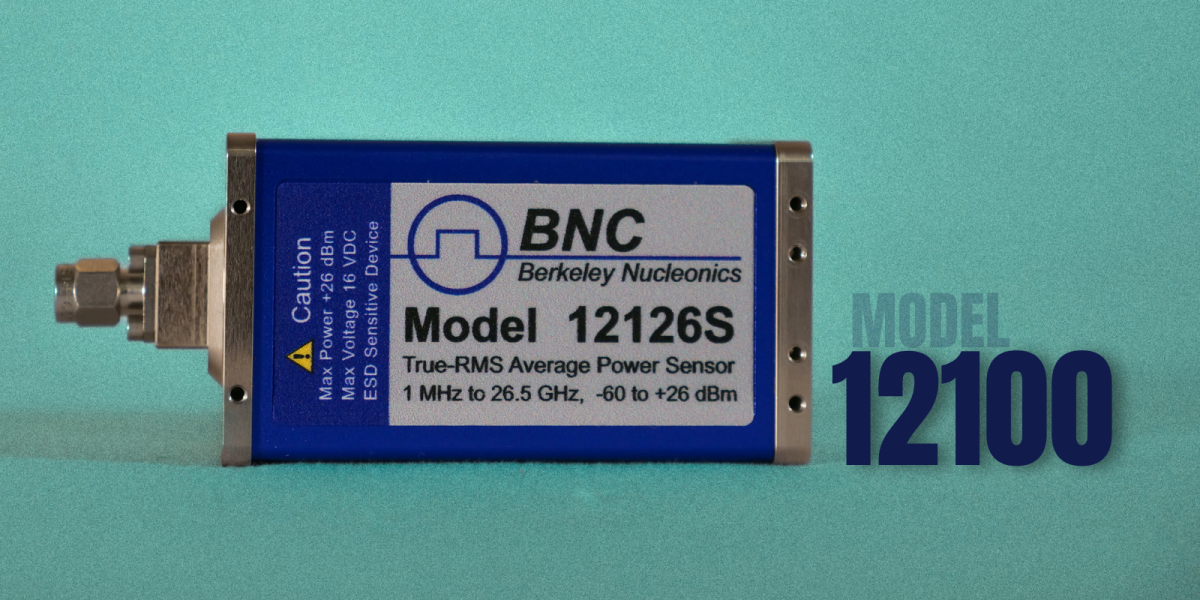 Caution
Max Power +26 dBm
Max Voltage 16 VDC
ESD Sensitive Device
BNC
Berkeley Nucleonics
Model 12126S
True-RMS Average Power Sensor
1 MHz to 26.5 GHz, -60 to +26 dBm
MODEL
12100